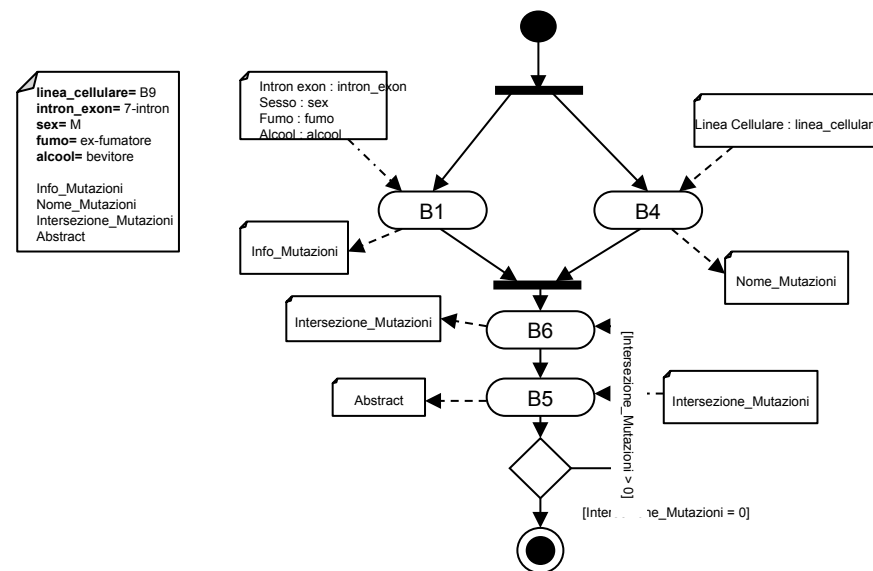 linea_cellulare= B9
intron_exon= 7-intron
sex= M
fumo= ex-fumatore
alcool= bevitore
Info_Mutazioni
Nome_Mutazioni
Intersezione_Mutazioni
Abstract
Intron exon : intron_exon
Sesso : sex
Fumo : fumo
Alcool : alcool
Linea Cellulare : linea_cellular
B1
B4
Info_Mutazioni
Nome_Mutazioni
Intersezione_Mutazioni
B6
[Intersezione_Mutazioni > 0]
Abstract
B5
Intersezione_Mutazioni
= 0]